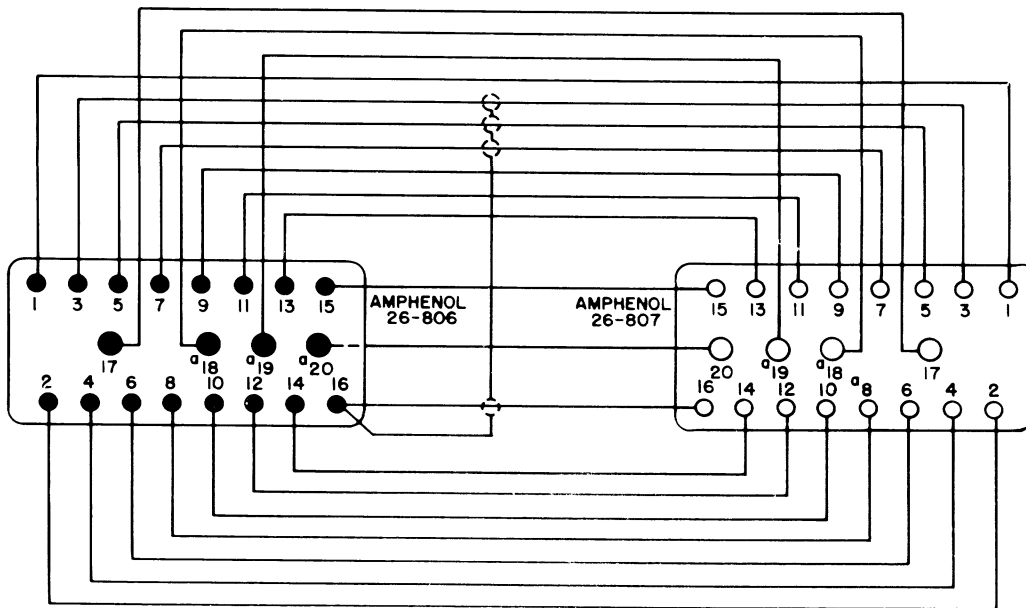 1 3 5 7 9 11 13 15
AMPHENOL
26-806
17 a18 a19 a20
2 4 6 8 10 12 14 16
AMPHENOL
26-807
15 13 11 9 7 5 3 1
20 a19 a18 17
16 14 12 10 a8 6 4 2